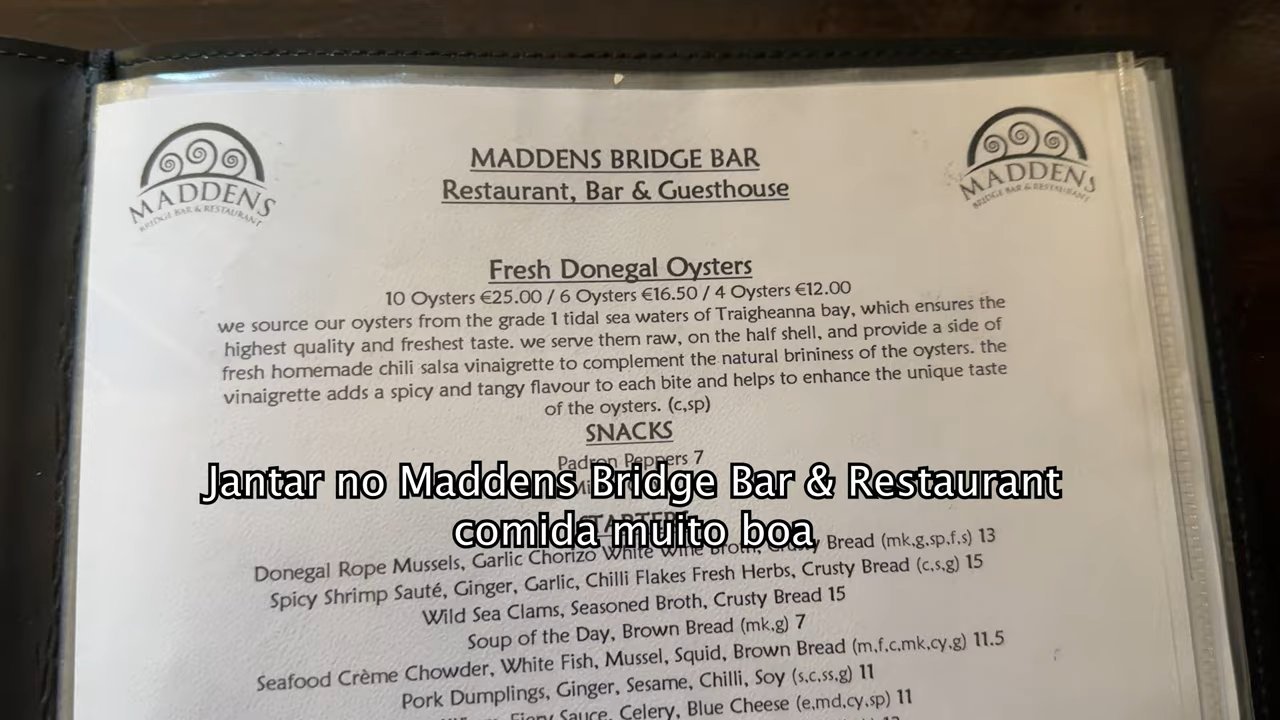 MADDENS
BRIDGE BAR & RESTAURANT
MADDENS
BRIDGE BAR & RESTAURANT
MADDENS BRIDGE BAR
Restaurant, Bar & Guesthouse
Fresh Donegal Oysters
10 Oysters €25.00 / 6 Oysters €16.50 / 4 Oysters €12.00
we source our oysters from the grade 1 tidal sea waters of Traigheanna bay, which ensures the
highest quality and freshest taste. we serve them raw, on the half shell, and provide a side of
fresh homemade chili salsa vinaigrette to complement the natural brininess of the oysters. the
vinaigrette adds a spicy and tangy flavour to each bite and helps to enhance the unique taste
of the oysters. (c,sp)
SNACKS
Padron Peppers 7
Jantar no Maddens Bridge Bar & Restaurant
comida muito boa
STARTERS
Donegal Rope Mussels, Garlic Chorizo White Wine Broth, Crusty Bread (mk,g,sp,f,s) 13
Spicy Shrimp Sauté, Ginger, Garlic, Chilli Flakes Fresh Herbs, Crusty Bread (c,s,g) 15
Wild Sea Clams, Seasoned Broth, Crusty Bread 15
Soup of the Day, Brown Bread (mk,g) 7
Seafood Crème Chowder, White Fish, Mussel, Squid, Brown Bread (m,f,c,mk,cy,g) 11.5
Pork Dumplings, Ginger, Sesame, Chilli, Soy (s,c,ss,g) 11
Fiery Sauce, Celery, Blue Cheese (e,md,cy,sp) 11